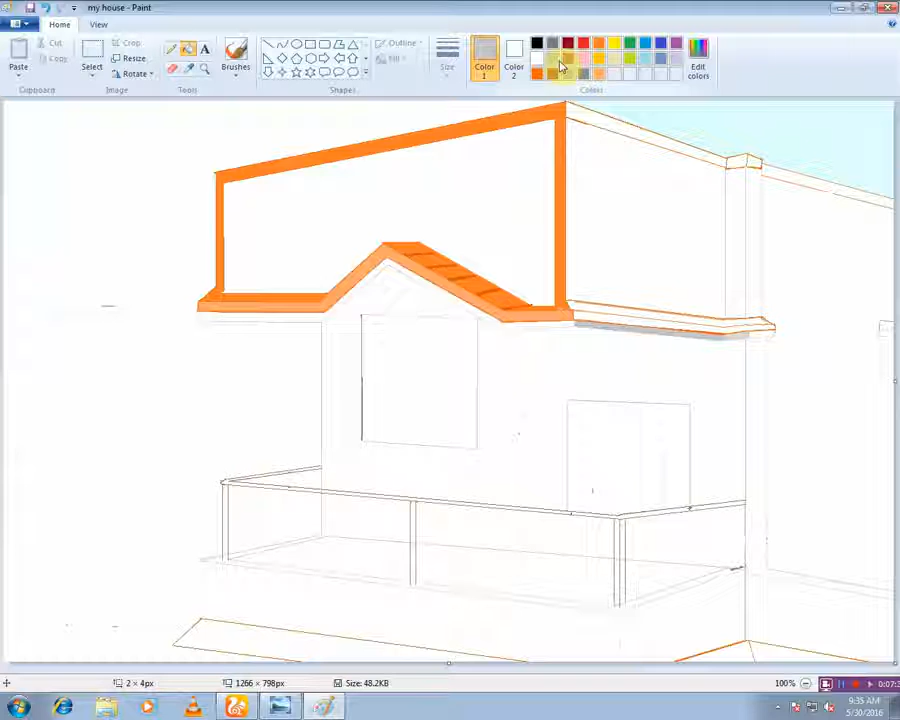 my house - Paint
Home View
Paste
Cut
Copy
Clipboard
Select
Crop
Resize
Rotate
Image
A
Tools
Brushes
Outline
Fill
Shapes
Size
Color 1
Color 2
Colors
Edit colors
2 × 4px
1266 × 798px
Size: 48.2KB
100%
9:35 AM
5/30/2016